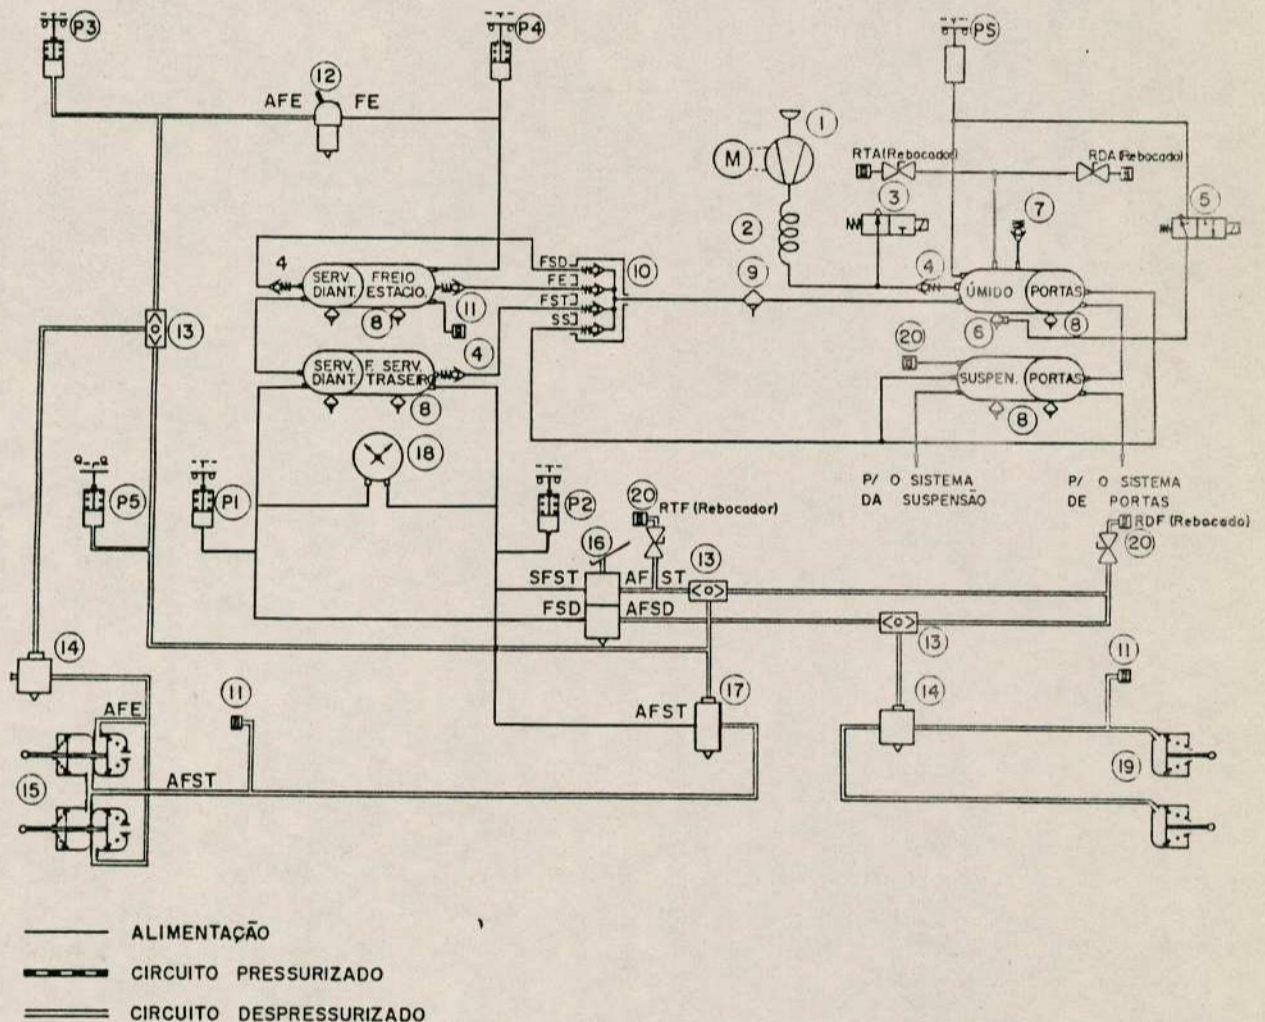 P3
P4
PS
12
AFE
FE
1
M
RTA (Rebocador)
RDA (Rebocado)
3
5
7
2
4
SERV. DIANT.
FREIO ESTACIO.
FSD
FE
FST
SS
10
9
4
ÚMIDO
PORTAS
11
8
6
8
13
20
4
SERV. DIANT.
F. SERV. TRASEIRO
SUSPEN.
PORTAS
8
8
18
P/ O SISTEMA
DA SUSPENSÃO
P/ O SISTEMA
DE PORTAS
P5
P1
P2
20
RTF (Rebocador)
RDF (Rebocado)
20
16
13
SFST
AFST
FSD
AFSD
13
14
11
17
14
11
AFE
AFST
15
AFST
19
ALIMENTAÇÃO
CIRCUITO PRESSURIZADO
CIRCUITO DESPRESSURIZADO